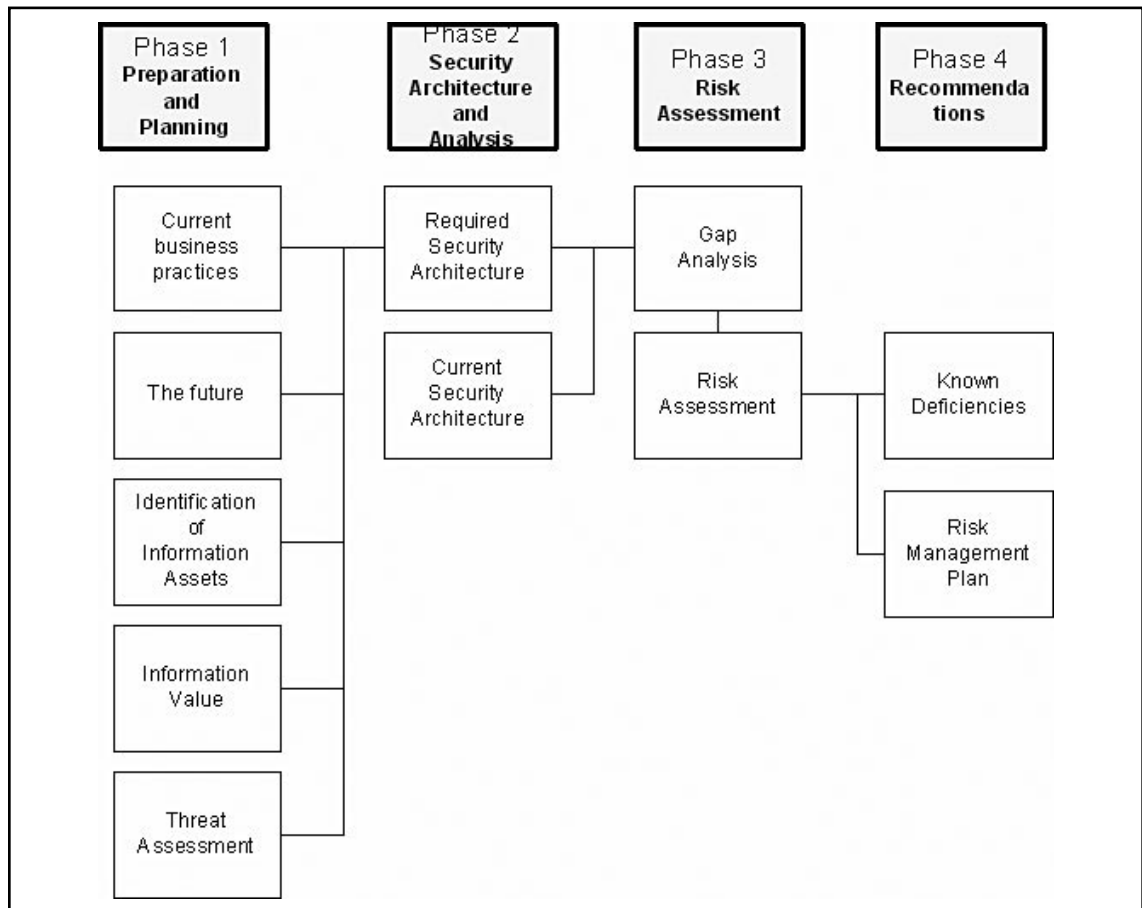 Phase 1
Preparation
and
Planning
Phase 2
Security
Architecture
and
Analysis
Phase 3
Risk
Assessment
Phase 4
Recommenda
tions
Current
business
practices
The future
Identification
of
Information
Assets
Information
Value
Threat
Assessment
Required
Security
Architecture
Current
Security
Architecture
Gap
Analysis
Risk
Assessment
Known
Deficiencies
Risk
Management
Plan